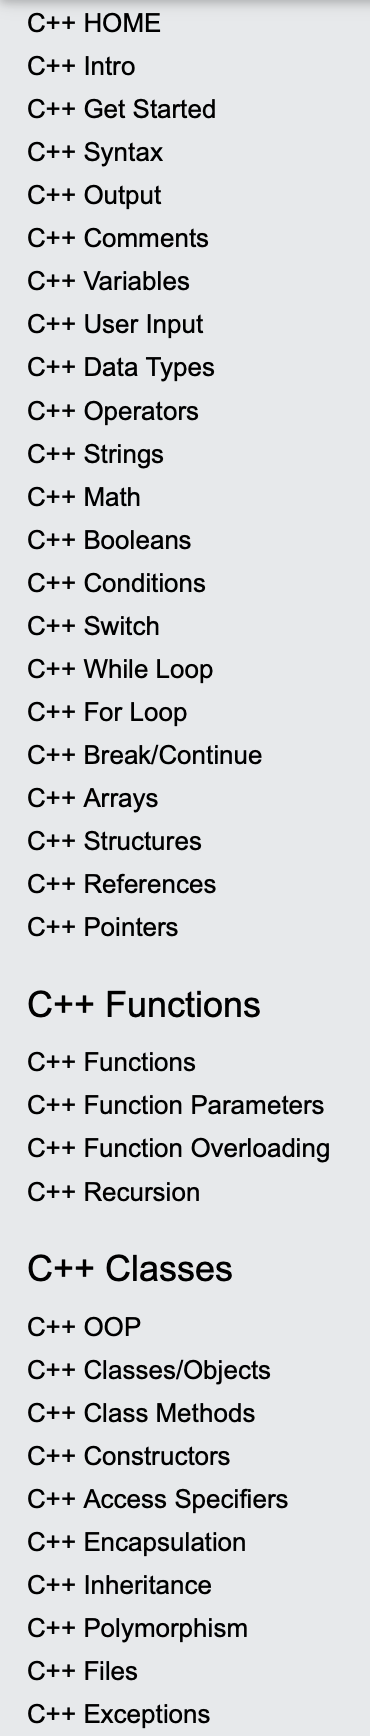 C++ HOME
C++ Intro
C++ Get Started
C++ Syntax
C++ Output
C++ Comments
C++ Variables
C++ User Input
C++ Data Types
C++ Operators
C++ Strings
C++ Math
C++ Booleans
C++ Conditions
C++ Switch
C++ While Loop
C++ For Loop
C++ Break/Continue
C++ Arrays
C++ Structures
C++ References
C++ Pointers
C++ Functions
C++ Functions
C++ Function Parameters
C++ Function Overloading
C++ Recursion
C++ Classes
C++ OOP
C++ Classes/Objects
C++ Class Methods
C++ Constructors
C++ Access Specifiers
C++ Encapsulation
C++ Inheritance
C++ Polymorphism
C++ Files
C++ Exceptions